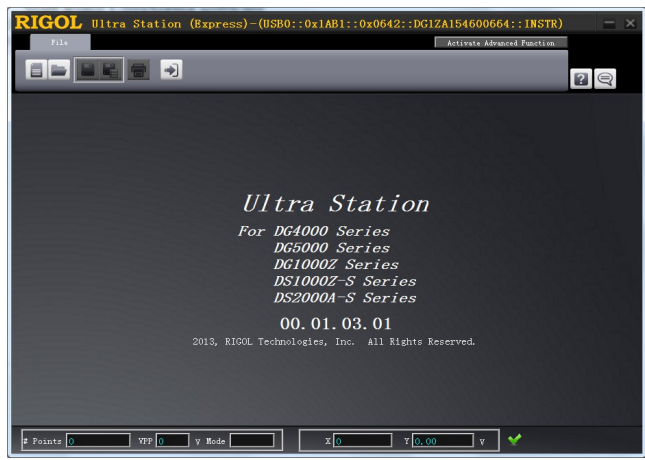 RIGOL Ultra Station (Express)-(USB0::0x1AB1::0x0642::DG1ZA154600664::INSTR)
File
Activate Advanced Function
?
Ultra Station
For DG4000 Series
DG5000 Series
DG1000Z Series
DS1000Z-S Series
DS2000A-S Series
00.01.03.01
2013, RIGOL Technologies, Inc. All Rights Reserved.
# Points 0 VPP 0 V Mode X 0 Y 0.00 V